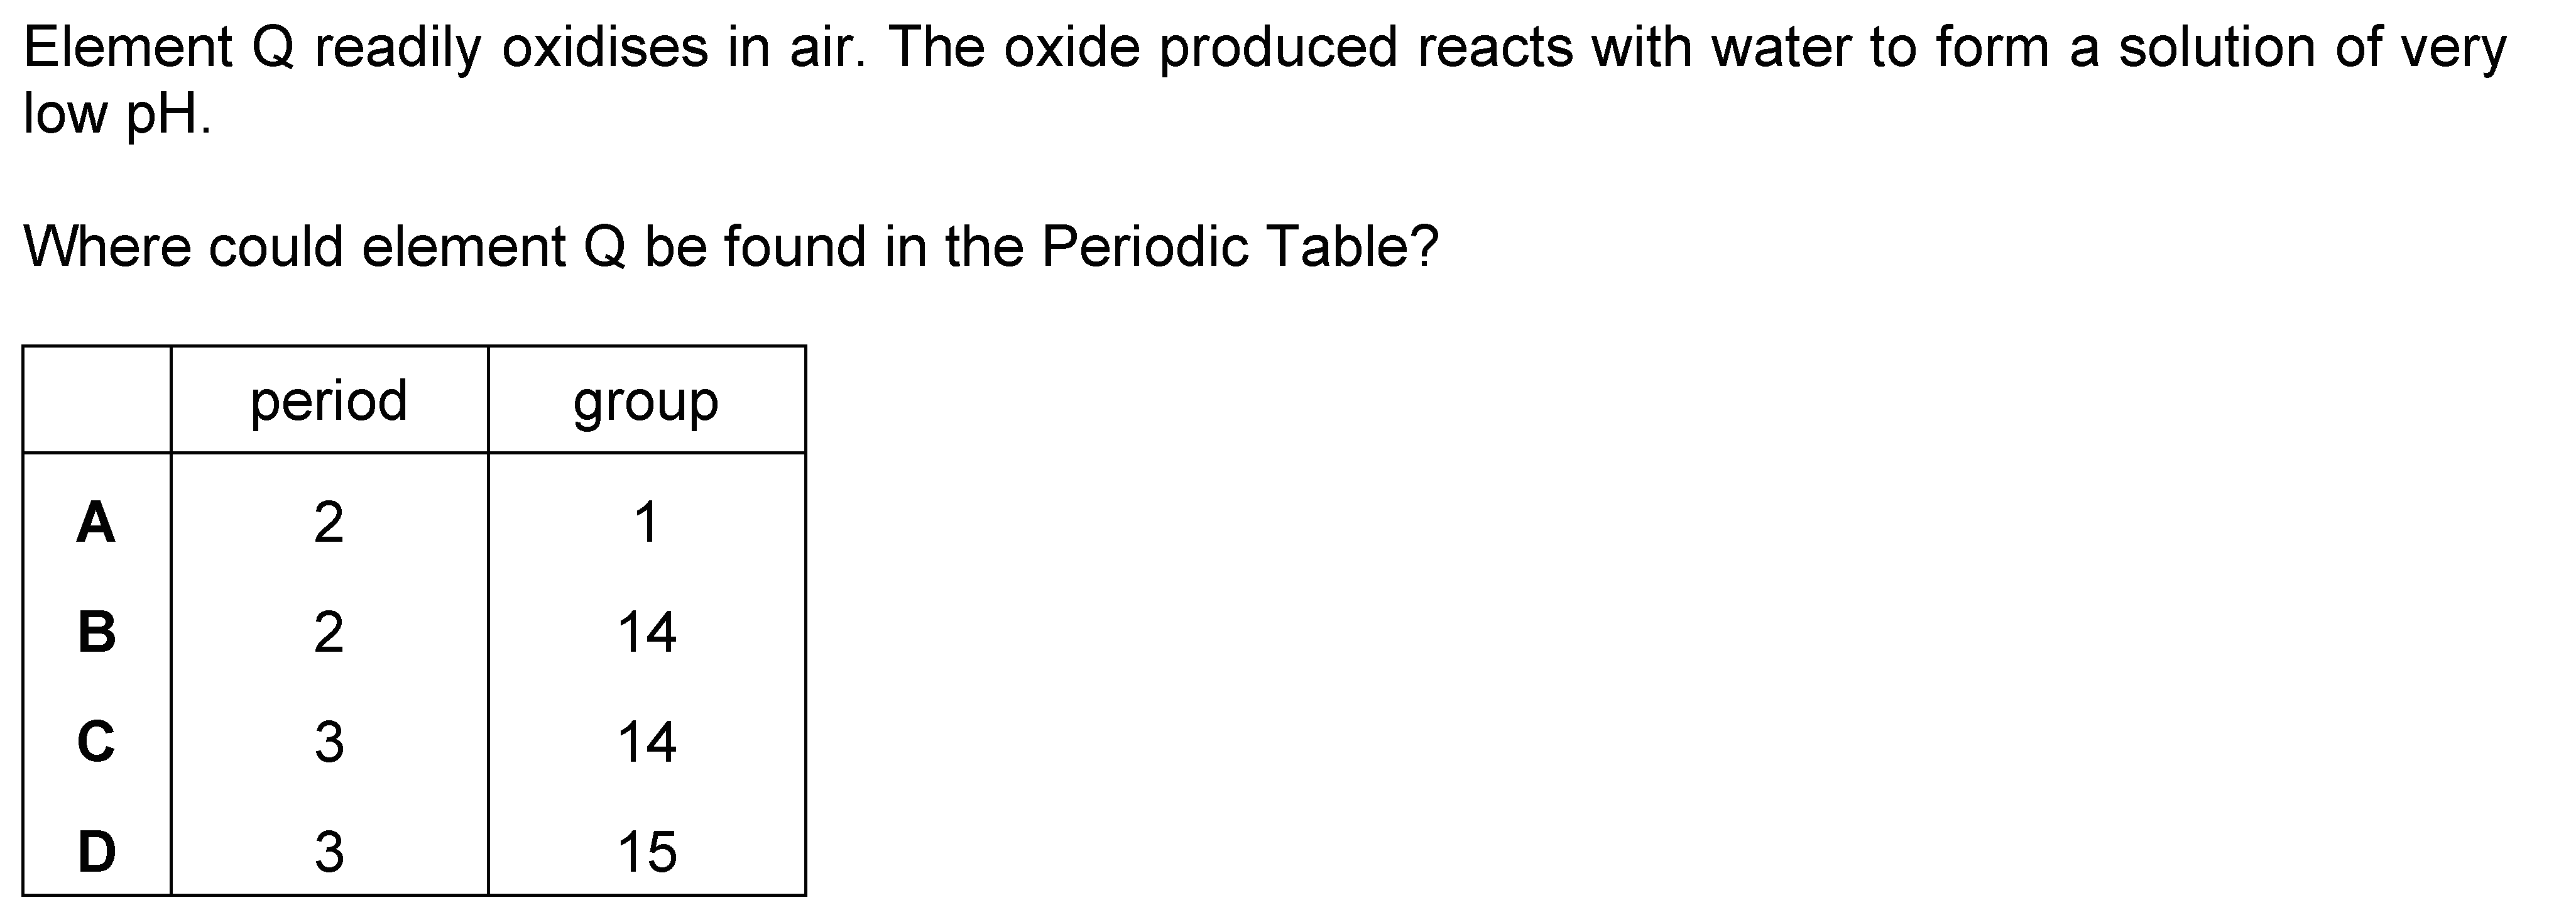 Element Q readily oxidises in air. The oxide produced reacts with water to form a solution of very
low pH.
Where could element Q be found in the Periodic Table?
period group
A 2 1
B 2 14
C 3 14
D 3 15